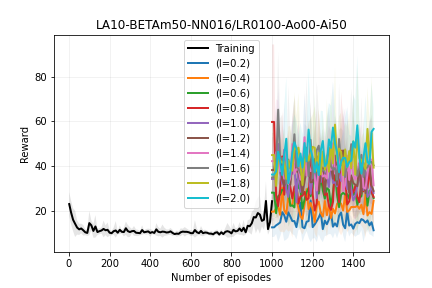 LA10-BETAm50-NN016/LR0100-Ao00-Ai50
Reward
80
60
40
20
Training
(l=0.2)
(l=0.4)
(l=0.6)
(l=0.8)
(l=1.0)
(l=1.2)
(l=1.4)
(l=1.6)
(l=1.8)
(l=2.0)
0 200 400 600 800 1000 1200 1400
Number of episodes